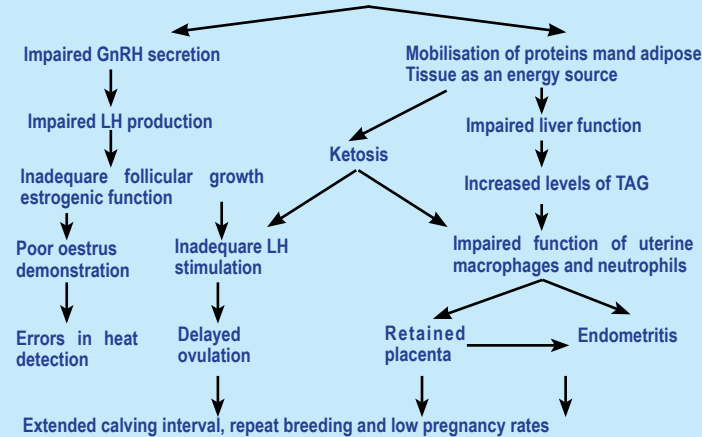 Impaired GnRH secretion
Mobilisation of proteins mand adipose
Tissue as an energy source
Impaired LH production
Impaired liver function
Ketosis
Inadequare follicular growth
estrogenic function
Increased levels of TAG
Poor oestrus
demonstration
Inadequare LH
stimulation
Impaired function of uterine
macrophages and neutrophils
Errors in heat
detection
Delayed
ovulation
Retained
placenta
Endometritis
Extended calving interval, repeat breeding and low pregnancy rates